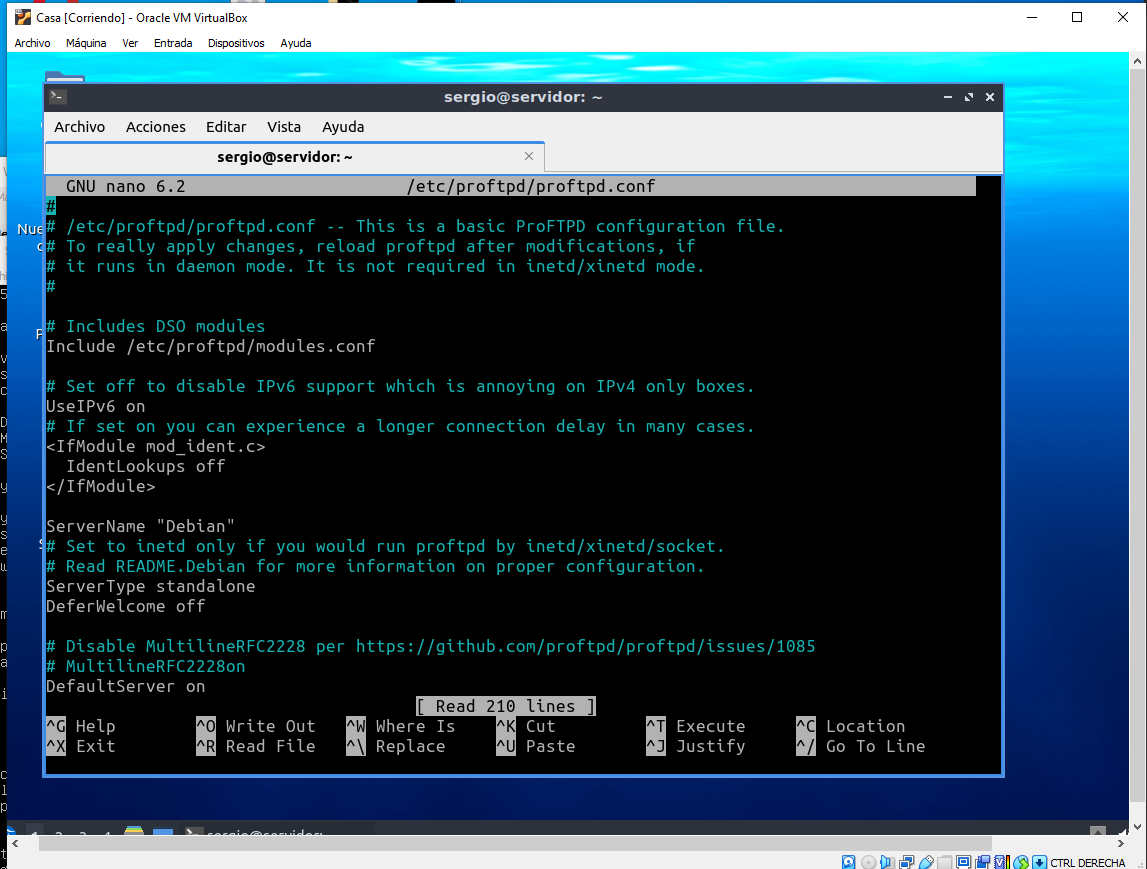 Casa [Corriendo] - Oracle VM VirtualBox
Archivo Máquina Ver Entrada Dispositivos Ayuda
sergio@servidor: ~
Archivo Acciones Editar Vista Ayuda
sergio@servidor: ~
GNU nano 6.2 /etc/proftpd/proftpd.conf
#
# /etc/proftpd/proftpd.conf -- This is a basic ProFTPD configuration file.
# To really apply changes, reload proftpd after modifications, if
# it runs in daemon mode. It is not required in inetd/xinetd mode.
#
# Includes DSO modules
Include /etc/proftpd/modules.conf
# Set off to disable IPv6 support which is annoying on IPv4 only boxes.
UseIPv6 on
# If set on you can experience a longer connection delay in many cases.
<IfModule mod_ident.c>
IdentLookups off
</IfModule>
ServerName "Debian"
# Set to inetd only if you would run proftpd by inetd/xinetd/socket.
# Read README.Debian for more information on proper configuration.
ServerType standalone
DeferWelcome off
# Disable MultilineRFC2228 per https://github.com/proftpd/proftpd/issues/1085
# MultilineRFC2228on
DefaultServer on
[ Read 210 lines ]
^G Help ^O Write Out ^W Where Is ^K Cut ^T Execute ^C Location
^X Exit ^R Read File ^\ Replace ^U Paste ^J Justify ^/ Go To Line
sergio@servidor:
CTRL DERECHA